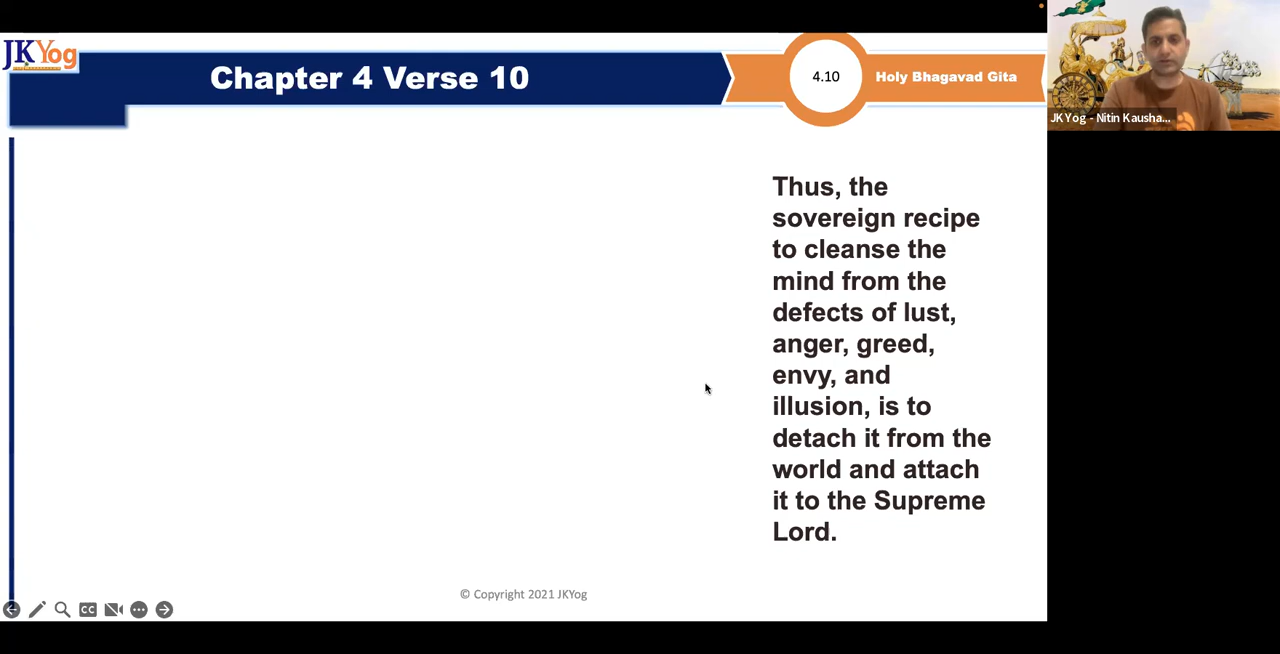 JKYog
Chapter 4 Verse 10
4.10
Holy Bhagavad Gita
JKYog - Nitin Kausha...
Thus, the
sovereign recipe
to cleanse the
mind from the
defects of lust,
anger, greed,
envy, and
illusion, is to
detach it from the
world and attach
it to the Supreme
Lord.
© Copyright 2021 JKYog
CC